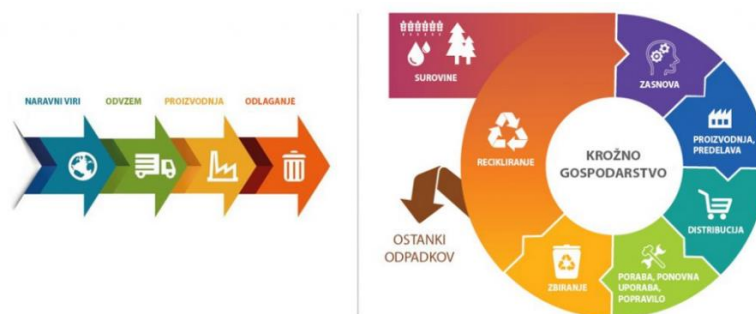 NARAVNI VIRI
ODVZEM
PROIZVODNJA
ODLAGANJE
SUROVINE
ZASNOVA
PROIZVODNJA,
PREDELAVA
DISTRIBUCIJA
PORABA, PONOVNA
UPORABA,
POPRAVILO
ZBIRANJE
RECIKLIRANJE
OSTANKI
ODPADKOV
KROŽNO
GOSPODARSTVO